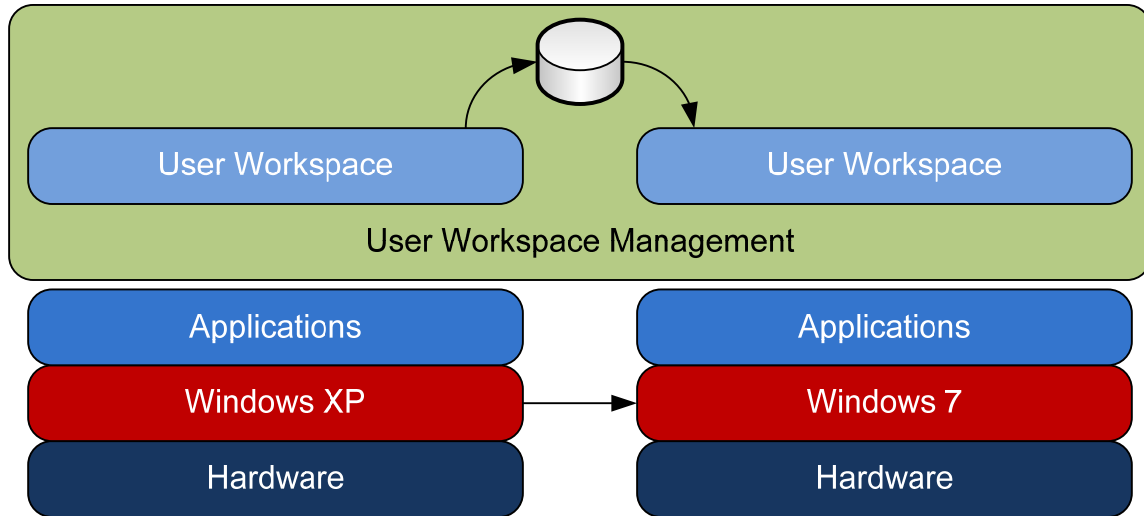 User Workspace
User Workspace
User Workspace Management
Applications
Applications
Windows XP
Windows 7
Hardware
Hardware